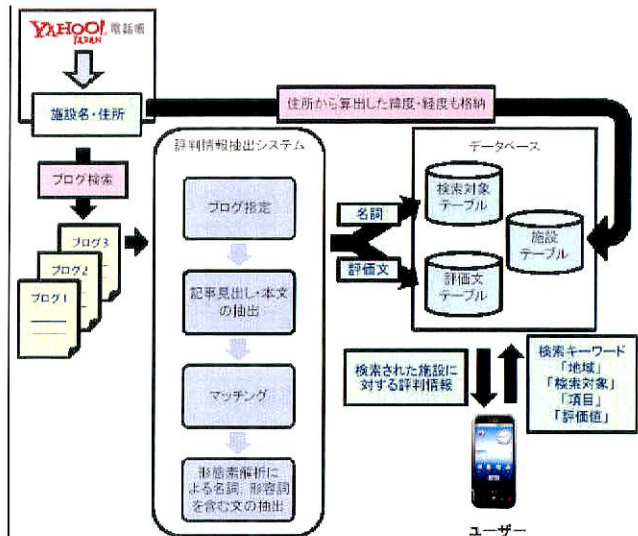 YAHOO! 電話帳
JAPAN
施設名・住所
住所から算出した緯度・経度も格納
ブログ検索
ブログ3
ブログ2
ブログ1
評判情報抽出システム
ブログ指定
記事見出し・本文
の抽出
マッチング
形態素解析に
よる名詞、形容詞
を含む文の抽出
名詞
評価文
データベース
検索対象
テーブル
施設
テーブル
評価文
テーブル
検索された施設に
対する評判情報
検索キーワード
「地域」
「検索対象」
「項目」
「評価値」
ユーザー